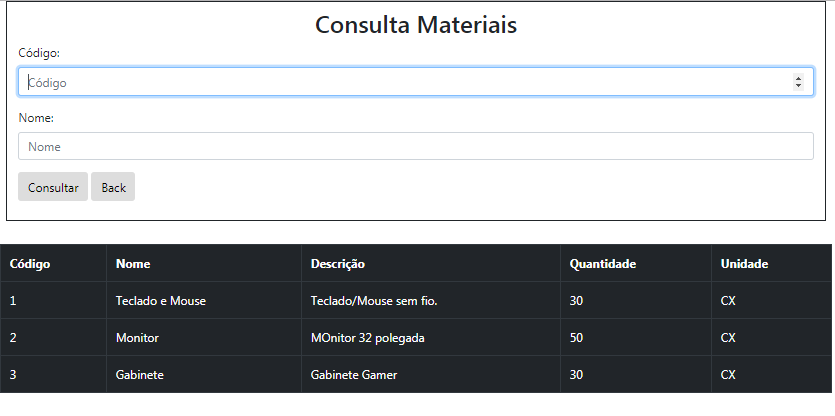 Consulta Materiais
Código:
Código
Nome:
Nome
Consultar Back
Código Nome Descrição Quantidade Unidade
1 Teclado e Mouse Teclado/Mouse sem fio. 30 CX
2 Monitor MOnitor 32 polegada 50 CX
3 Gabinete Gabinete Gamer 30 CX